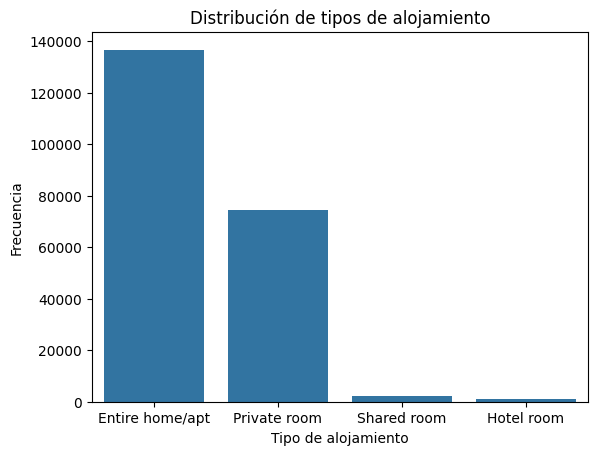 Distribución de tipos de alojamiento
140000
120000
100000
80000
60000
40000
20000
0
Frecuencia
Entire home/apt Private room Shared room Hotel room
Tipo de alojamiento